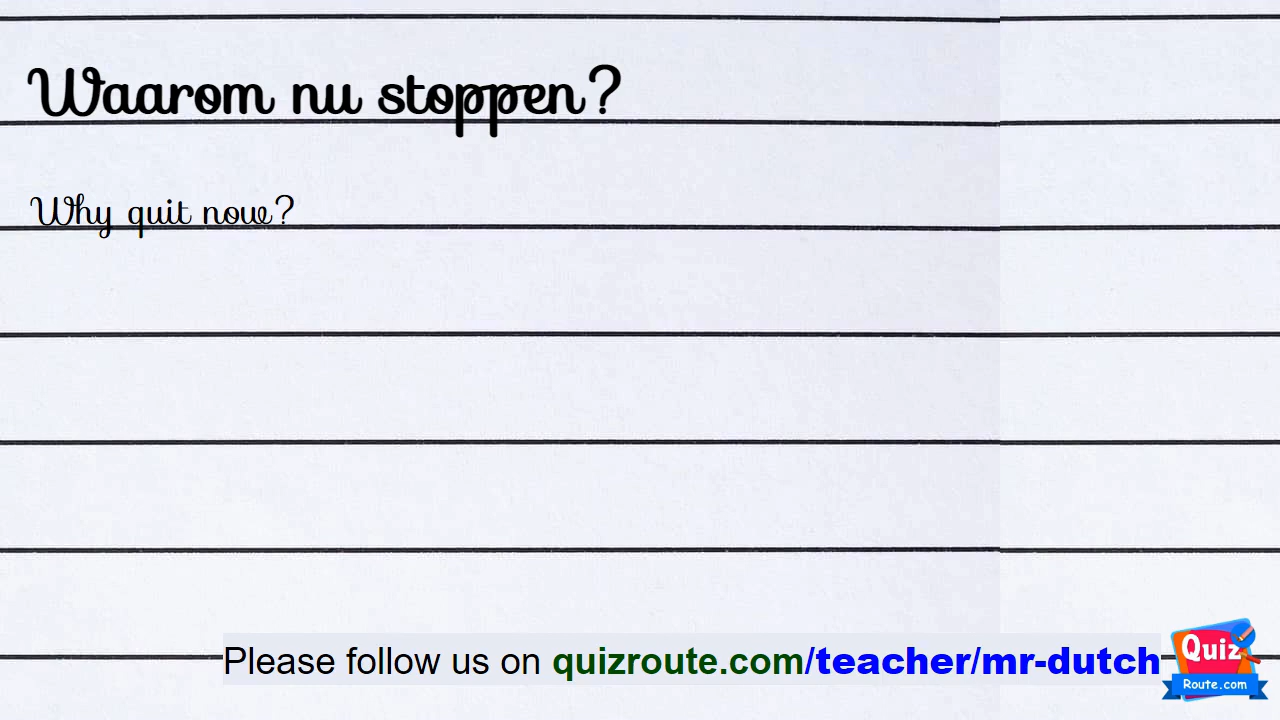 Waarom nu stoppen?
Why quit now?
Please follow us on quizroute.com/teacher/mr-dutch
Quiz
Route.com